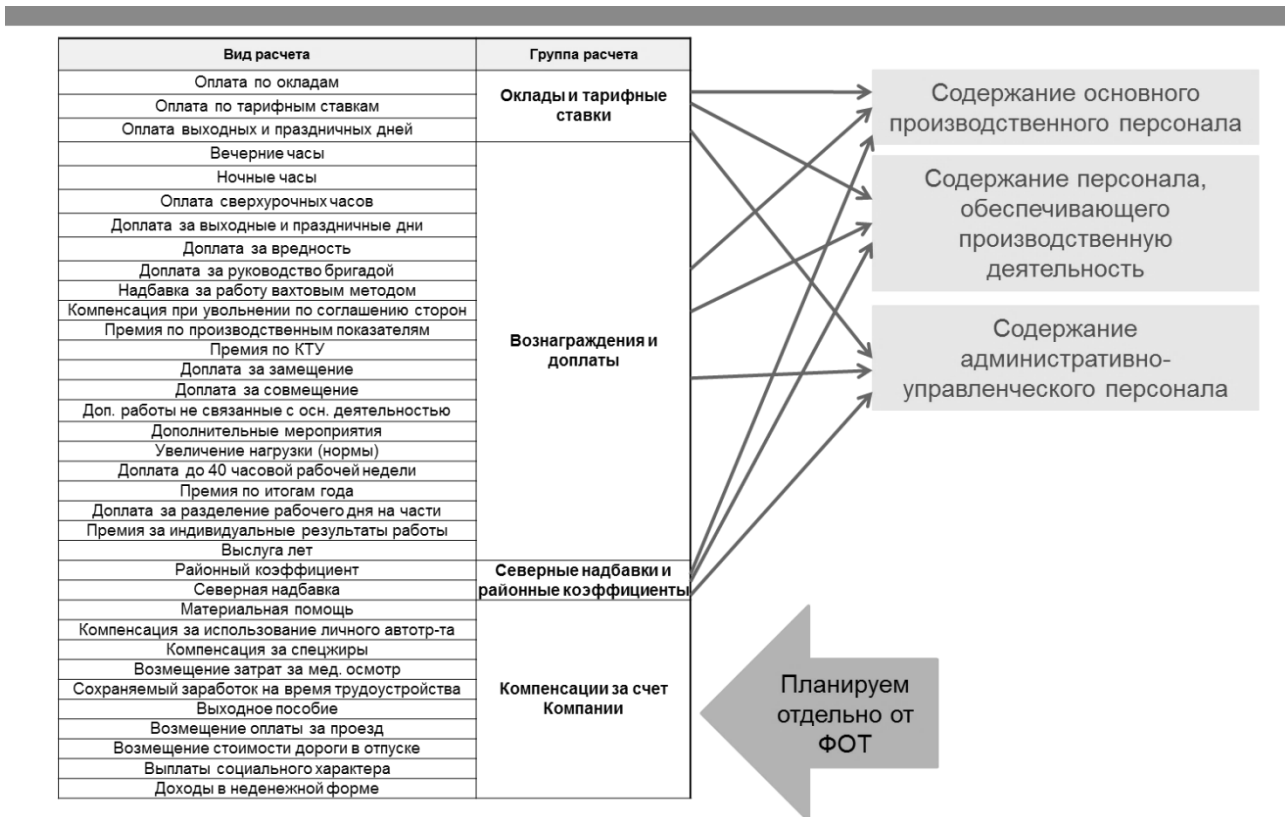 Вид расчета
Группа расчета
Оплата по окладам
Оплата по тарифным ставкам
Оплата выходных и праздничных дней
Оклады и тарифные
ставки
Вечерние часы
Ночные часы
Оплата сверхурочных часов
Доплата за выходные и праздничные дни
Доплата за вредность
Доплата за руководство бригадой
Надбавка за работу вахтовым методом
Компенсация при увольнении по соглашению сторон
Премия по производственным показателям
Премия по КТУ
Доплата за замещение
Доплата за совмещение
Доп. работы не связанные с осн. деятельностью
Дополнительные мероприятия
Увеличение нагрузки (нормы)
Доплата до 40 часовой рабочей недели
Премия по итогам года
Доплата за разделение рабочего дня на части
Премия за индивидуальные результаты работы
Выслуга лет
Вознаграждения и
доплаты
Районный коэффициент
Северная надбавка
Северные надбавки и
районные коэффициенты
Материальная помощь
Компенсация за использование личного автотр-та
Компенсация за спецжиры
Возмещение затрат за мед. осмотр
Сохраняемый заработок на время трудоустройства
Выходное пособие
Возмещение оплаты за проезд
Возмещение стоимости дороги в отпуске
Выплаты социального характера
Доходы в неденежной форме
Компенсации за счет
Компании
Содержание основного
производственного персонала
Содержание персонала,
обеспечивающего
производственную
деятельность
Содержание
административно-
управленческого персонала
Планируем
отдельно от
ФОТ